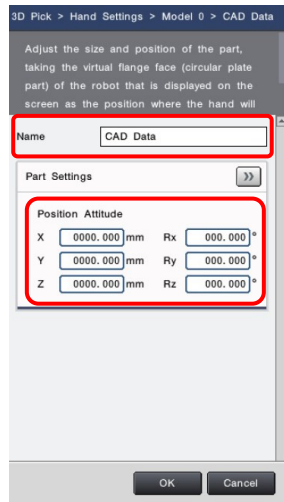 3D Pick > Hand Settings > Model 0 > CAD Data
Adjust the size and position of the part,
taking the virtual flange face (circular plate
part) of the robot that is displayed on the
screen as the position where the hand will
Name CAD Data
Part Settings »
Position Attitude
X 0000.000 mm Rx 000.000 °
Y 0000.000 mm Ry 000.000 °
Z 0000.000 mm Rz 000.000 °
OK Cancel